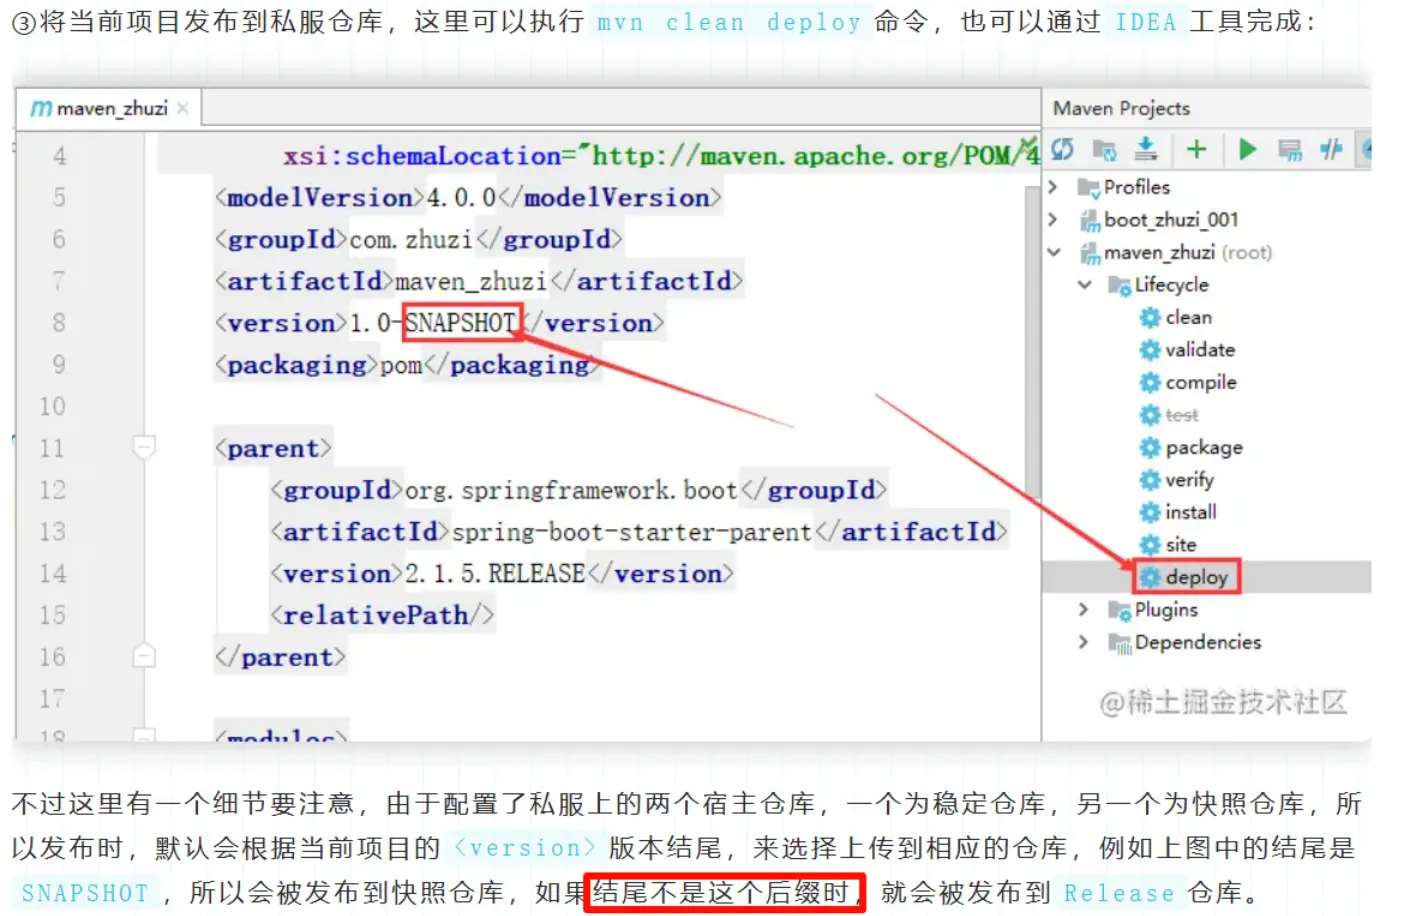 ③将当前项目发布到私服仓库，这里可以执行 mvn clean deploy 命令，也可以通过 IDEA 工具完成：
maven_zhuzi
4 xsi:schemaLocation="http://maven.apache.org/POM/4
5 <modelVersion>4.0.0</modelVersion>
6 <groupId>com.zhuzi</groupId>
7 <artifactId>maven_zhuzi</artifactId>
8 <version>1.0-SNAPSHOT</version>
9 <packaging>pom</packaging>
10
11 <parent>
12 <groupId>org.springframework.boot</groupId>
13 <artifactId>spring-boot-starter-parent</artifactId>
14 <version>2.1.5.RELEASE</version>
15 <relativePath/>
16 </parent>
17
18 <modules>
Maven Projects
Profiles
boot_zhuzi_001
maven_zhuzi (root)
Lifecycle
clean
validate
compile
test
package
verify
install
site
deploy
Plugins
Dependencies
@稀土掘金技术社区
不过这里有一个细节要注意，由于配置了私服上的两个宿主仓库，一个为稳定仓库，另一个为快照仓库，所
以发布时，默认会根据当前项目的 <version> 版本结尾，来选择上传到相应的仓库，例如上图中的结尾是
SNAPSHOT ，所以会被发布到快照仓库，如果结尾不是这个后缀时，就会被发布到 Release 仓库。